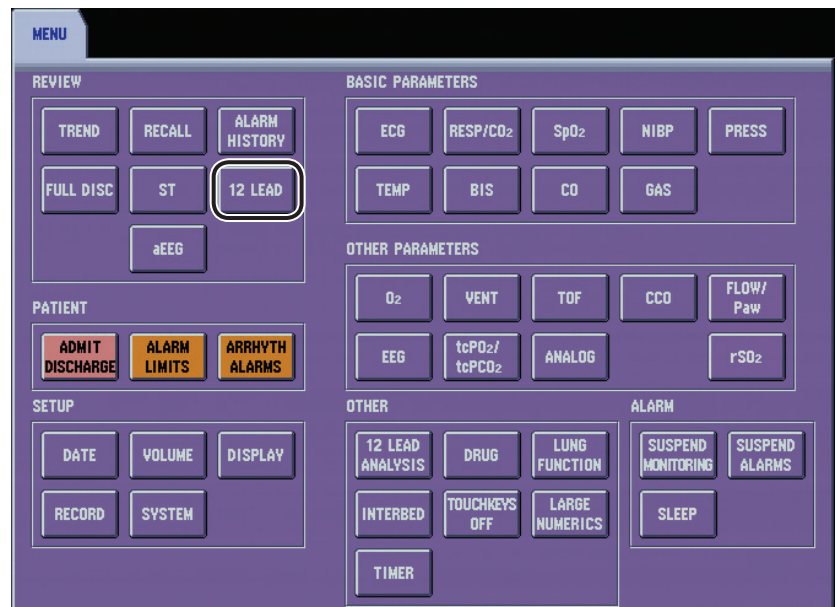 MENU
REVIEW
TREND
RECALL
ALARM
HISTORY
FULL DISC
ST
12 LEAD
aEEG
PATIENT
ADMIT
DISCHARGE
ALARM
LIMITS
ARRHYTH
ALARMS
SETUP
DATE
VOLUME
DISPLAY
RECORD
SYSTEM
BASIC PARAMETERS
ECG
RESP/CO2
SpO2
NIBP
PRESS
TEMP
BIS
CO
GAS
OTHER PARAMETERS
O2
VENT
TOF
CCO
FLOW/
Paw
EEG
tcPO2/
tcPCO2
ANALOG
rSO2
OTHER
12 LEAD
ANALYSIS
DRUG
LUNG
FUNCTION
INTERBED
TOUCHKEYS
OFF
LARGE
NUMERICS
TIMER
ALARM
SUSPEND
MONITORING
SUSPEND
ALARMS
SLEEP